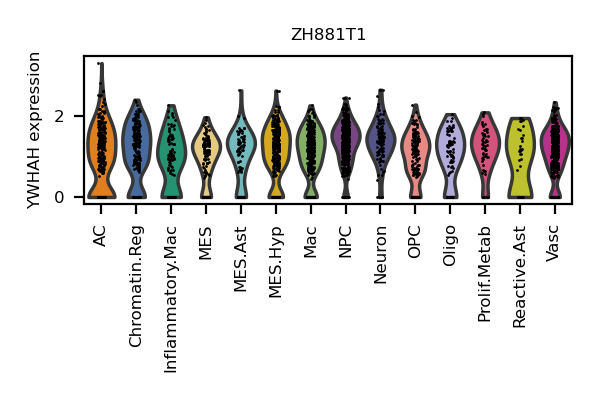 ZH881T1
YWHAH expression
2
0
AC
Chromatin.Reg
Inflammatory.Mac
MES
MES.Ast
MES.Hyp
Mac
NPC
Neuron
OPC
Oligo
Prolif.Metab
Reactive.Ast
Vasc